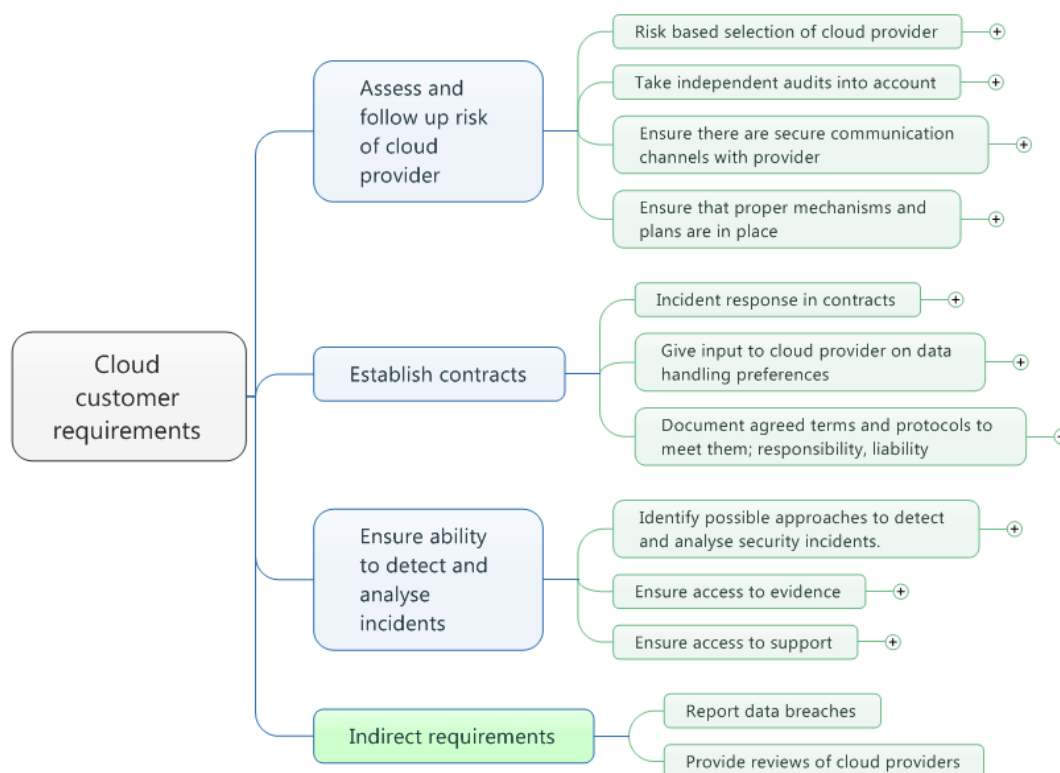 Cloud
customer
requirements
Assess and
follow up risk
of cloud
provider
Risk based selection of cloud provider
Take independent audits into account
Ensure there are secure communication
channels with provider
Ensure that proper mechanisms and
plans are in place
Establish contracts
Incident response in contracts
Give input to cloud provider on data
handling preferences
Document agreed terms and protocols to
meet them; responsibility, liability
Ensure ability
to detect and
analyse
incidents
Identify possible approaches to detect
and analyse security incidents.
Ensure access to evidence
Ensure access to support
Indirect requirements
Report data breaches
Provide reviews of cloud providers